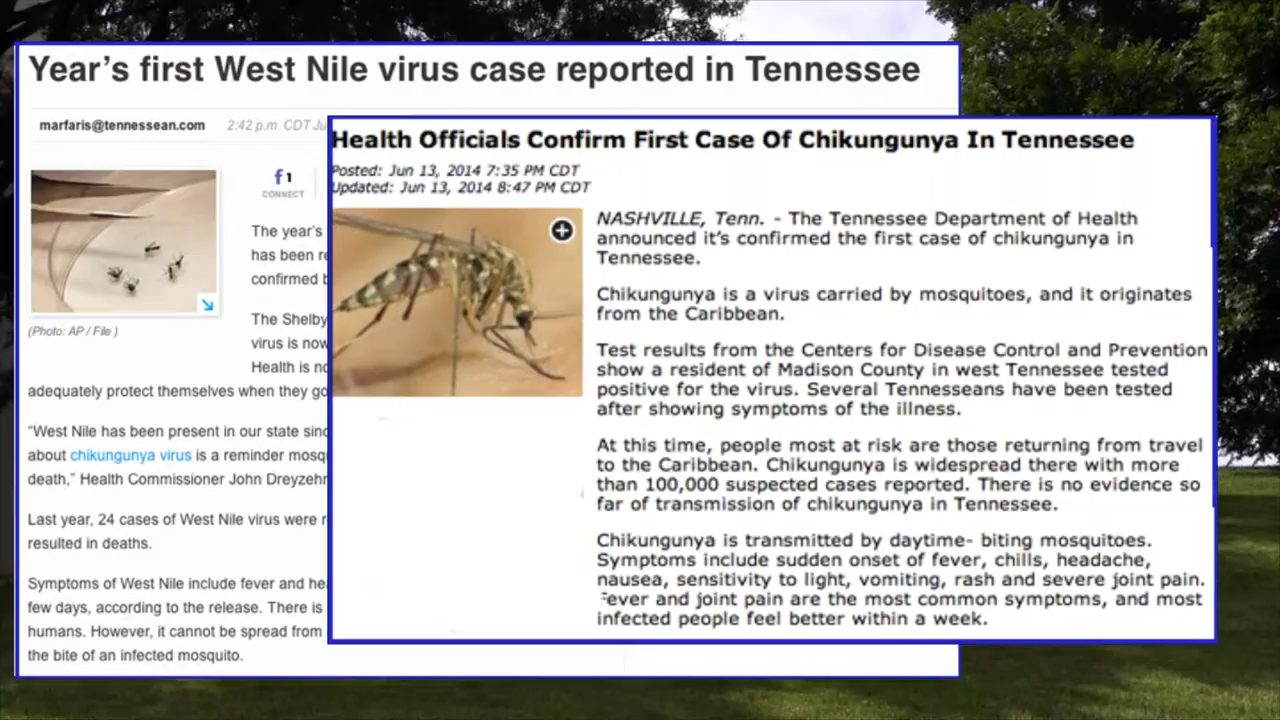 Year’s first West Nile virus case reported in Tennessee
marfaris@tennessean.com 2:42 p.m. CDT
f 1
CONNECT
(Photo: AP / File )
The year’s
has been
confirmed
The Shelby
virus is now
Health is
adequately protect themselves when they
“West Nile has been present in our state
about chikungunya virus is a reminder
death,” Health Commissioner John
Last year, 24 cases of West Nile virus were
resulted in deaths.
Symptoms of West Nile include fever and
few days, according to the release. There is
humans. However, it cannot be spread from
the bite of an infected mosquito.
Health Officials Confirm First Case Of Chikungunya In Tennessee
Posted: Jun 13, 2014 7:35 PM CDT
Updated: Jun 13, 2014 8:47 PM CDT
NASHVILLE, Tenn. - The Tennessee Department of Health
announced it’s confirmed the first case of chikungunya in
Tennessee.
Chikungunya is a virus carried by mosquitoes, and it originates
from the Caribbean.
Test results from the Centers for Disease Control and Prevention
show a resident of Madison County in west Tennessee tested
positive for the virus. Several Tennesseans have been tested
after showing symptoms of the illness.
At this time, people most at risk are those returning from travel
to the Caribbean. Chikungunya is widespread there with more
than 100,000 suspected cases reported. There is no evidence so
far of transmission of chikungunya in Tennessee.
Chikungunya is transmitted by daytime- biting mosquitoes.
Symptoms include sudden onset of fever, chills, headache,
nausea, sensitivity to light, vomiting, rash and severe joint pain.
Fever and joint pain are the most common symptoms, and most
infected people feel better within a week.